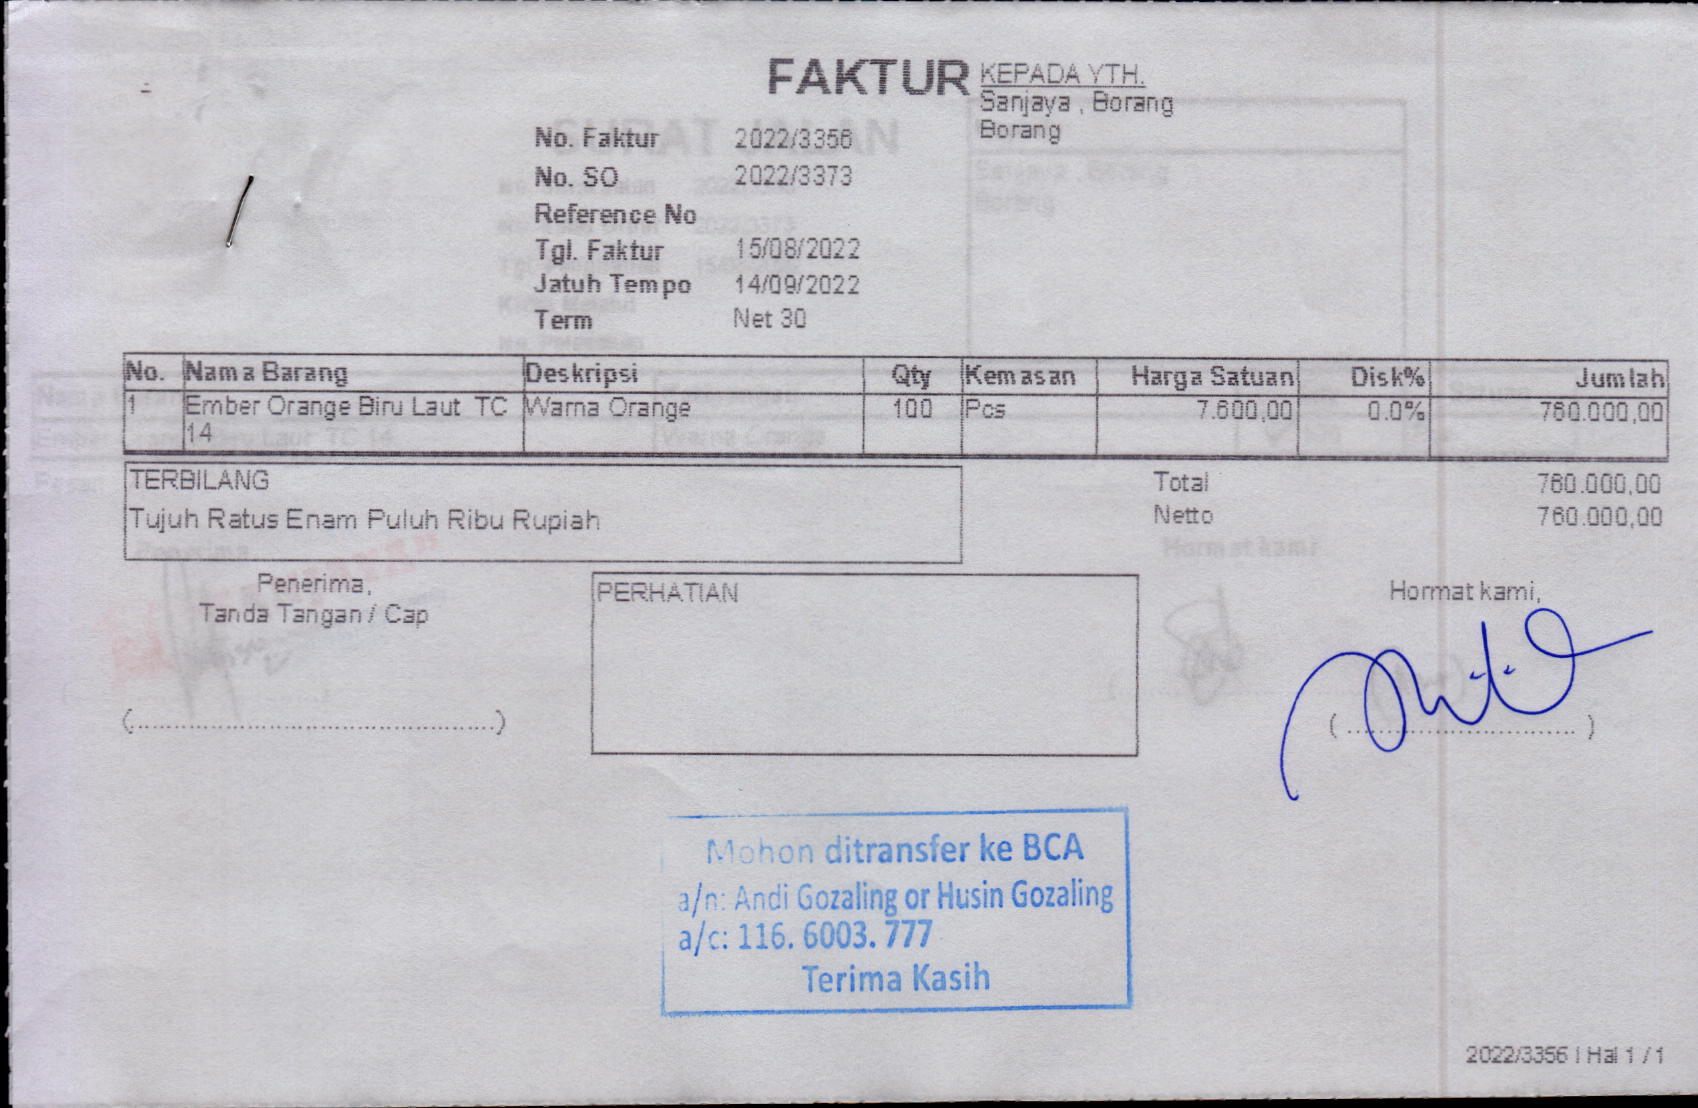 FAKTUR
KEPADA YTH.
Sanjaya , Borang
Borang
No. Faktur 2022/3356
No. SO 2022/3373
Reference No
Tgl. Faktur 15/08/2022
Jatuh Tempo 14/09/2022
Term Net 30
No. Nama Barang Deskripsi Qty Kemasan Harga Satuan Disk% Jumlah
1 Ember Orange Biru Laut TC Warna Orange 100 Pcs 7.600,00 0.0% 760.000,00
14
TERBILANG
Tujuh Ratus Enam Puluh Ribu Rupiah
Total 760.000,00
Netto 760.000,00
Penerima,
Tanda Tangan / Cap
(..............................................)
PERHATIAN
Hormat kami,
( ............................. )
Mohon ditransfer ke BCA
a/n: Andi Gozaling or Husin Gozaling
a/c: 116. 6003. 777
Terima Kasih
2022/3356 | Hal 1 / 1